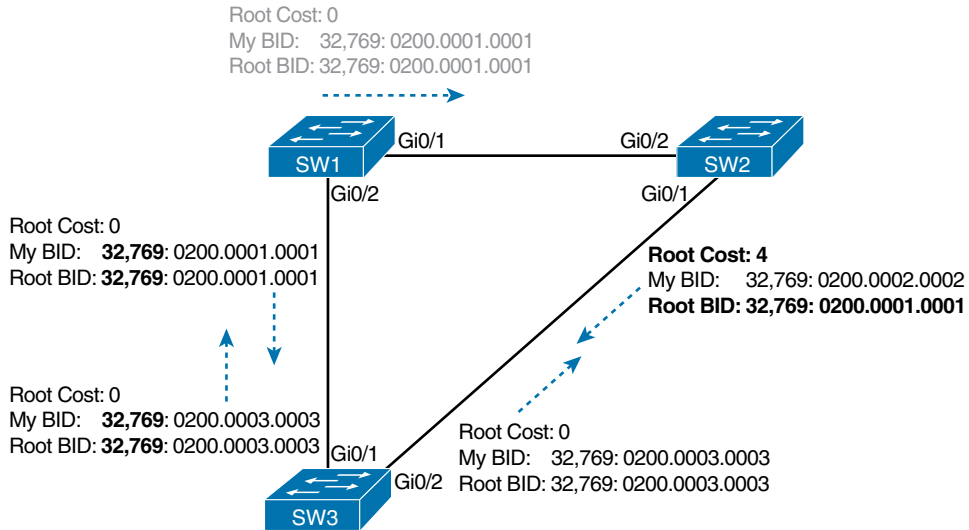 Root Cost: 0
My BID: 32,769: 0200.0001.0001
Root BID: 32,769: 0200.0001.0001
Gi0/1
Gi0/2
SW1
SW2
Gi0/2
Gi0/1
Root Cost: 0
My BID: 32,769: 0200.0001.0001
Root BID: 32,769: 0200.0001.0001
Root Cost: 4
My BID: 32,769: 0200.0002.0002
Root BID: 32,769: 0200.0001.0001
Root Cost: 0
My BID: 32,769: 0200.0003.0003
Root BID: 32,769: 0200.0003.0003
Root Cost: 0
My BID: 32,769: 0200.0003.0003
Root BID: 32,769: 0200.0003.0003
Gi0/1
Gi0/2
SW3